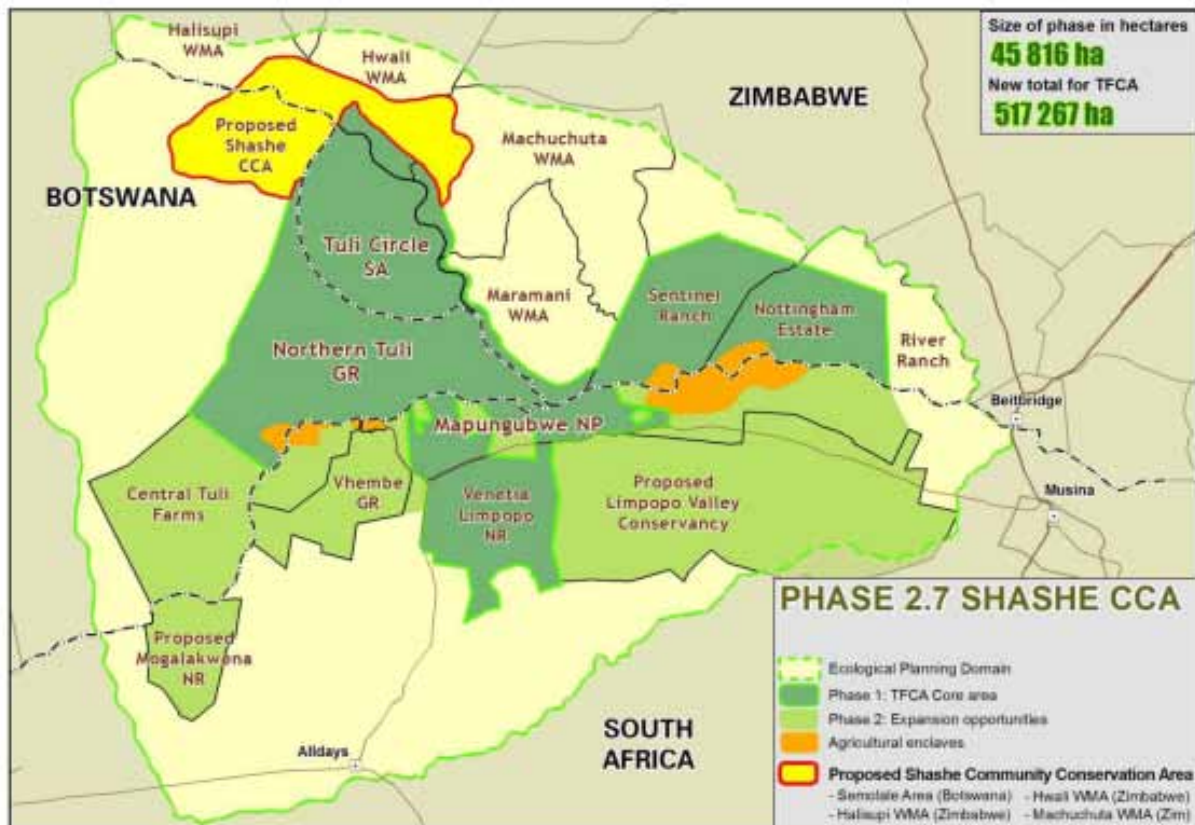 Halisupi
WMA
Hwali
WMA
Size of phase in hectares
45 816 ha
New total for TFCA
517 267 ha
ZIMBABWE
Proposed
Shashe
CCA
Machuchuta
WMA
BOTSWANA
Tuli Circle
SA
Maramani
WMA
Sentinel
Ranch
Nottingham
Estate
River
Ranch
Northern Tuli
GR
Beitbridge
Mapungubwe NP
Central Tuli
Farms
Vhembe
GR
Venetia
Limpopo
NR
Proposed
Limpopo Valley
Conservancy
Musina
Proposed
Mogalakwena
NR
Alldays
SOUTH
AFRICA
PHASE 2.7 SHASHE CCA
Ecological Planning Domain
Phase 1: TFCA Core area
Phase 2: Expansion opportunities
Agricultural enclaves
Proposed Shashe Community Conservation Area
- Semolale Area (Botswana) - Hwali WMA (Zimbabwe)
- Halisupi WMA (Zimbabwe) - Machuchuta WMA (Zim)